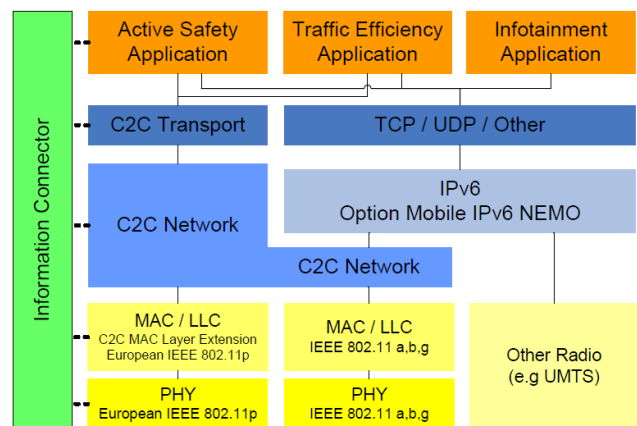 Information Connector
Active Safety
Application
Traffic Efficiency
Application
Infotainment
Application
C2C Transport
TCP / UDP / Other
C2C Network
IPv6
Option Mobile IPv6 NEMO
C2C Network
MAC / LLC
C2C MAC Layer Extension
European IEEE 802.11p
MAC / LLC
IEEE 802.11 a,b,g
Other Radio
(e.g UMTS)
PHY
European IEEE 802.11p
PHY
IEEE 802.11 a,b,g